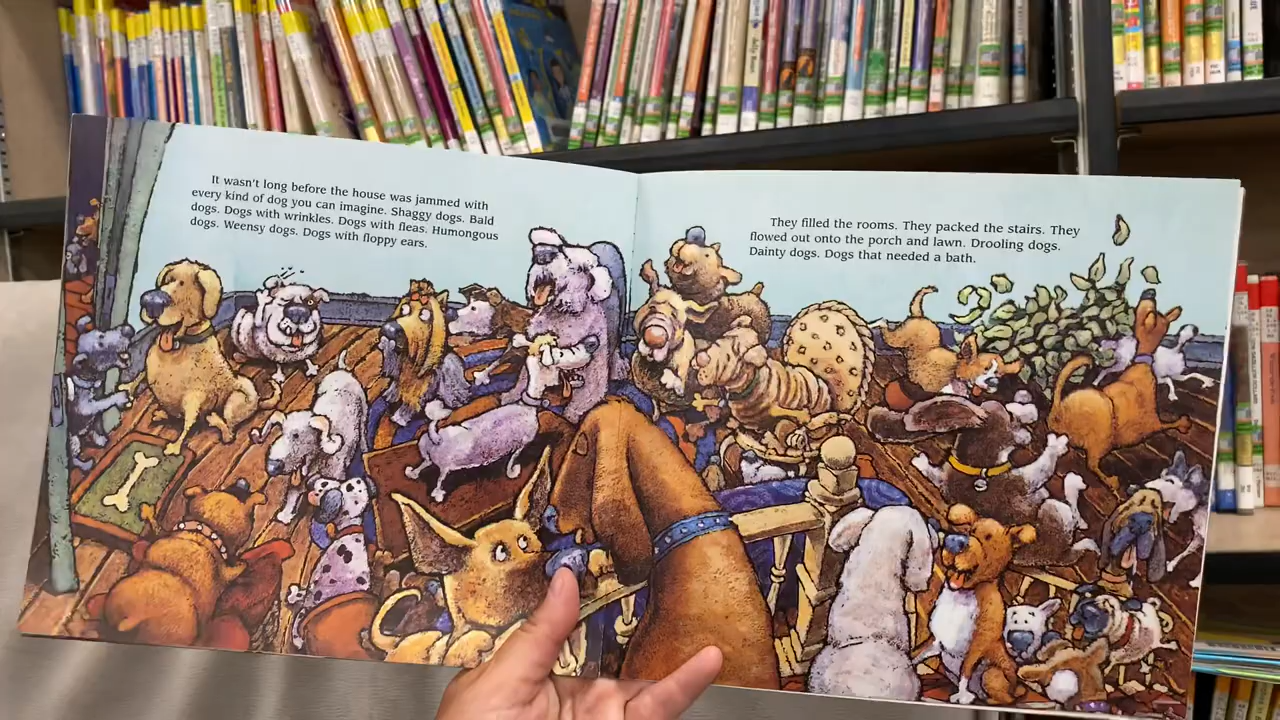 It wasn't long before the house was jammed with
every kind of dog you can imagine. Shaggy dogs. Bald
dogs. Dogs with wrinkles. Dogs with fleas. Humongous
dogs. Weensy dogs. Dogs with floppy ears.
They filled the rooms. They packed the stairs. They
flowed out onto the porch and lawn. Drooling dogs.
Dainty dogs. Dogs that needed a bath.